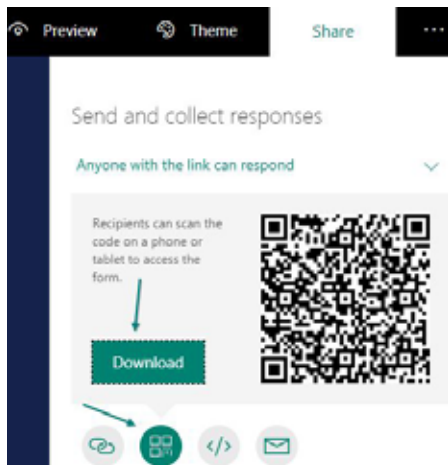 Preview Theme Share ...
Send and collect responses
Anyone with the link can respond
Recipients can scan the
code on a phone or
tablet to access the
form.
Download
</>